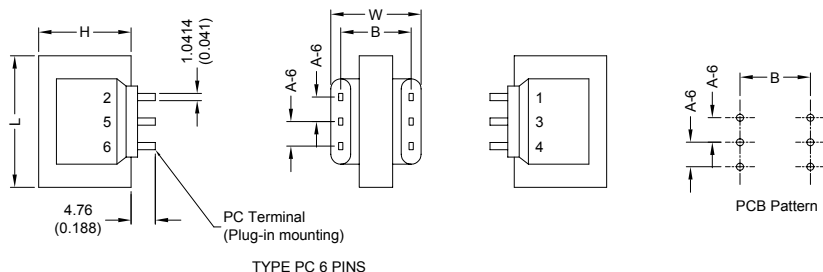 H
1.0414
(0.041)
L
2
5
6
4.76
(0.188)
PC Terminal
(Plug-in mounting)
W
B
A-6
A-6
1
3
4
B
A-6
A-6
PCB Pattern
TYPE PC 6 PINS